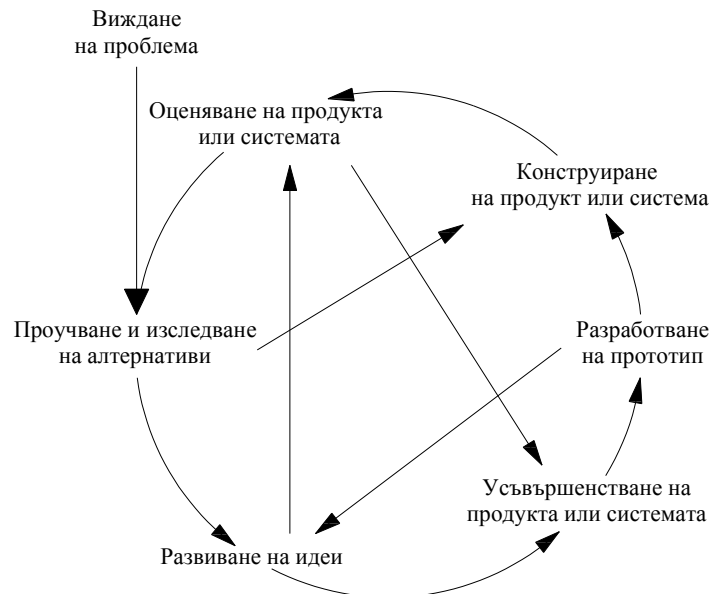 Виждане
на проблема
Оценяване на продукта
или системата
Конструиране
на продукт или система
Проучване и изследване
на алтернативи
Разработване
на прототип
Усъвършенстване на
продукта или системата
Развиване на идеи